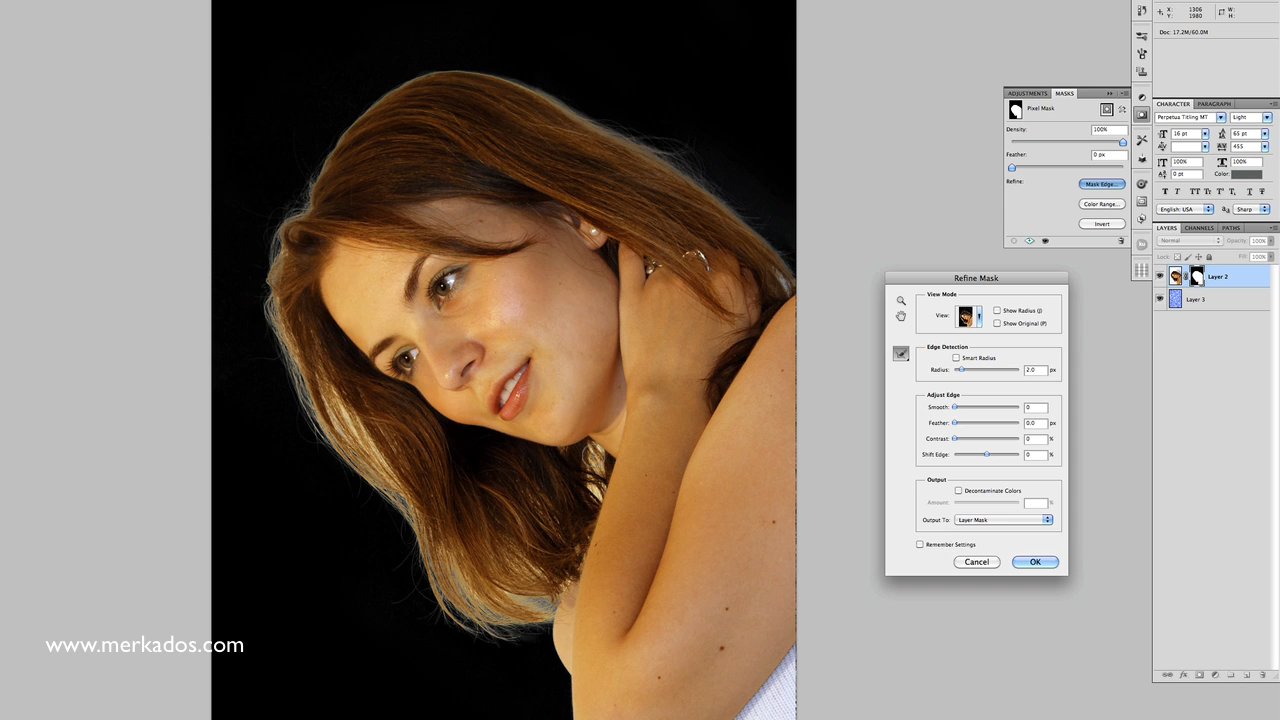 X: 1306
Y: 1980
W:
H:
Doc: 17.2M/60.0M
ADJUSTMENTS MASKS
Pixel Mask
Density: 100%
Feather: 0 px
Refine: Mask Edge...
Color Range...
Invert
CHARACTER PARAGRAPH
Perpetua Titling MT Light
16 pt 65 pt
455
100% 100%
0 pt Color:
English: USA Sharp
LAYERS CHANNELS PATHS
Normal Opacity: 100%
Lock: Fill: 100%
Layer 2
Layer 3
Refine Mask
View Mode
View:
Show Radius (J)
Show Original (P)
Edge Detection
Smart Radius
Radius: 2.0 px
Adjust Edge
Smooth: 0
Feather: 0.0 px
Contrast: 0 %
Shift Edge: 0 %
Output
Decontaminate Colors
Amount: %
Output To: Layer Mask
Remember Settings
Cancel OK
www.merkados.com